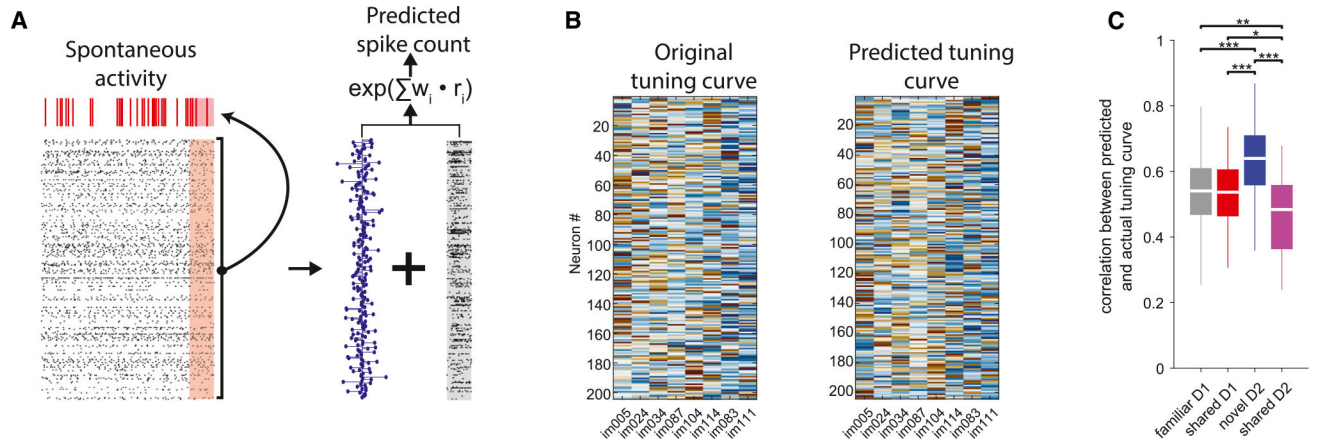 A
Spontaneous
activity
Predicted
spike count
exp(∑wi • ri)
+
B
Original
tuning curve
Neuron #
20
40
60
80
100
120
140
160
180
200
im005
im024
im034
im087
im104
im114
im083
im111
Predicted tuning
curve
20
40
60
80
100
120
140
160
180
200
im005
im024
im034
im087
im104
im114
im083
im111
C
correlation between predicted
and actual tuning curve
1
0.8
0.6
0.4
0.2
0
**
*
***
***
***
familiar D1
shared D1
novel D2
shared D2